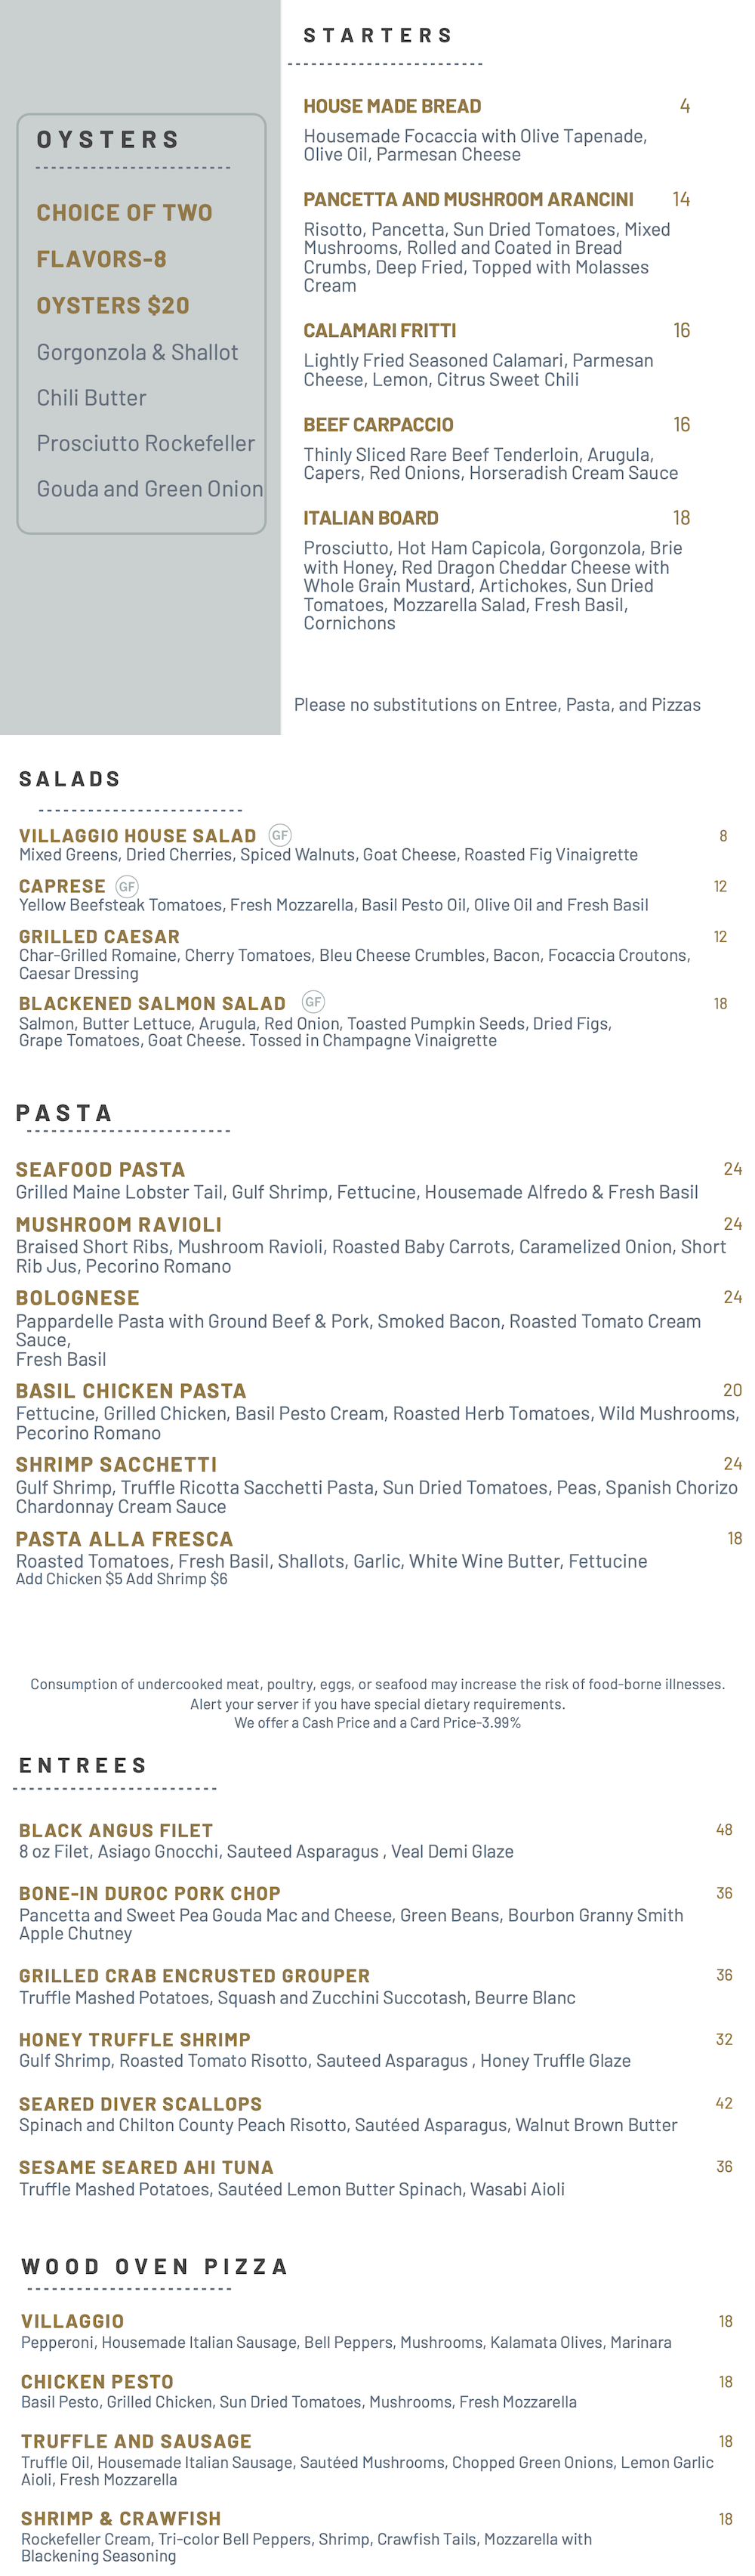 OYSTERS
CHOICE OF TWO
FLAVORS-8
OYSTERS $20
Gorgonzola & Shallot
Chili Butter
Prosciutto Rockefeller
Gouda and Green Onion
STARTERS
HOUSE MADE BREAD 4
Housemade Focaccia with Olive Tapenade,
Olive Oil, Parmesan Cheese
PANCETTA AND MUSHROOM ARANCINI 14
Risotto, Pancetta, Sun Dried Tomatoes, Mixed
Mushrooms, Rolled and Coated in Bread
Crumbs, Deep Fried, Topped with Molasses
Cream
CALAMARI FRITTI 16
Lightly Fried Seasoned Calamari, Parmesan
Cheese, Lemon, Citrus Sweet Chili
BEEF CARPACCIO 16
Thinly Sliced Rare Beef Tenderloin, Arugula,
Capers, Red Onions, Horseradish Cream Sauce
ITALIAN BOARD 18
Prosciutto, Hot Ham Capicola, Gorgonzola, Brie
with Honey, Red Dragon Cheddar Cheese with
Whole Grain Mustard, Artichokes, Sun Dried
Tomatoes, Mozzarella Salad, Fresh Basil,
Cornichons
Please no substitutions on Entree, Pasta, and Pizzas
SALADS
VILLAGGIO HOUSE SALAD GF 8
Mixed Greens, Dried Cherries, Spiced Walnuts, Goat Cheese, Roasted Fig Vinaigrette
CAPRESE GF 12
Yellow Beefsteak Tomatoes, Fresh Mozzarella, Basil Pesto Oil, Olive Oil and Fresh Basil
GRILLED CAESAR 12
Char-Grilled Romaine, Cherry Tomatoes, Bleu Cheese Crumbles, Bacon, Focaccia Croutons,
Caesar Dressing
BLACKENED SALMON SALAD GF 18
Salmon, Butter Lettuce, Arugula, Red Onion, Toasted Pumpkin Seeds, Dried Figs,
Grape Tomatoes, Goat Cheese. Tossed in Champagne Vinaigrette
PASTA
SEAFOOD PASTA 24
Grilled Maine Lobster Tail, Gulf Shrimp, Fettucine, Housemade Alfredo & Fresh Basil
MUSHROOM RAVIOLI 24
Braised Short Ribs, Mushroom Ravioli, Roasted Baby Carrots, Caramelized Onion, Short
Rib Jus, Pecorino Romano
BOLOGNESE 24
Pappardelle Pasta with Ground Beef & Pork, Smoked Bacon, Roasted Tomato Cream
Sauce,
Fresh Basil
BASIL CHICKEN PASTA 20
Fettucine, Grilled Chicken, Basil Pesto Cream, Roasted Herb Tomatoes, Wild Mushrooms,
Pecorino Romano
SHRIMP SACCHETTI 24
Gulf Shrimp, Truffle Ricotta Sacchetti Pasta, Sun Dried Tomatoes, Peas, Spanish Chorizo
Chardonnay Cream Sauce
PASTA ALLA FRESCA 18
Roasted Tomatoes, Fresh Basil, Shallots, Garlic, White Wine Butter, Fettucine
Add Chicken $5 Add Shrimp $6
Consumption of undercooked meat, poultry, eggs, or seafood may increase the risk of food-borne illnesses.
Alert your server if you have special dietary requirements.
We offer a Cash Price and a Card Price-3.99%
ENTREES
BLACK ANGUS FILET 48
8 oz Filet, Asiago Gnocchi, Sauteed Asparagus , Veal Demi Glaze
BONE-IN DUROC PORK CHOP 36
Pancetta and Sweet Pea Gouda Mac and Cheese, Green Beans, Bourbon Granny Smith
Apple Chutney
GRILLED CRAB ENCRUSTED GROUPER 36
Truffle Mashed Potatoes, Squash and Zucchini Succotash, Beurre Blanc
HONEY TRUFFLE SHRIMP 32
Gulf Shrimp, Roasted Tomato Risotto, Sauteed Asparagus , Honey Truffle Glaze
SEARED DIVER SCALLOPS 42
Spinach and Chilton County Peach Risotto, Sautéed Asparagus, Walnut Brown Butter
SESAME SEARED AHI TUNA 36
Truffle Mashed Potatoes, Sautéed Lemon Butter Spinach, Wasabi Aioli
WOOD OVEN PIZZA
VILLAGGIO 18
Pepperoni, Housemade Italian Sausage, Bell Peppers, Mushrooms, Kalamata Olives, Marinara
CHICKEN PESTO 18
Basil Pesto, Grilled Chicken, Sun Dried Tomatoes, Mushrooms, Fresh Mozzarella
TRUFFLE AND SAUSAGE 18
Truffle Oil, Housemade Italian Sausage, Sautéed Mushrooms, Chopped Green Onions, Lemon Garlic
Aioli, Fresh Mozzarella
SHRIMP & CRAWFISH 18
Rockefeller Cream, Tri-color Bell Peppers, Shrimp, Crawfish Tails, Mozzarella with
Blackening Seasoning